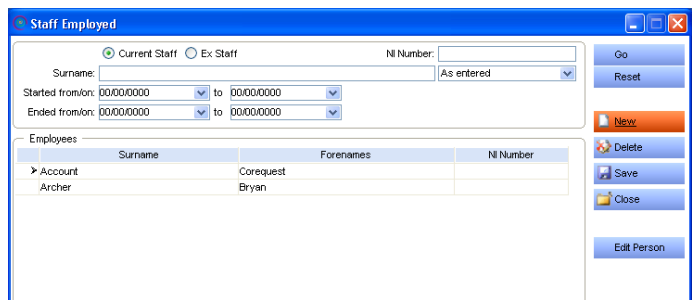 Staff Employed
Current Staff Ex Staff NI Number:
Surname: As entered
Started from/on: 00/00/0000 to 00/00/0000
Ended from/on: 00/00/0000 to 00/00/0000
Go
Reset
New
Delete
Save
Close
Edit Person
Employees
Surname Forenames NI Number
Account Corequest
Archer Bryan